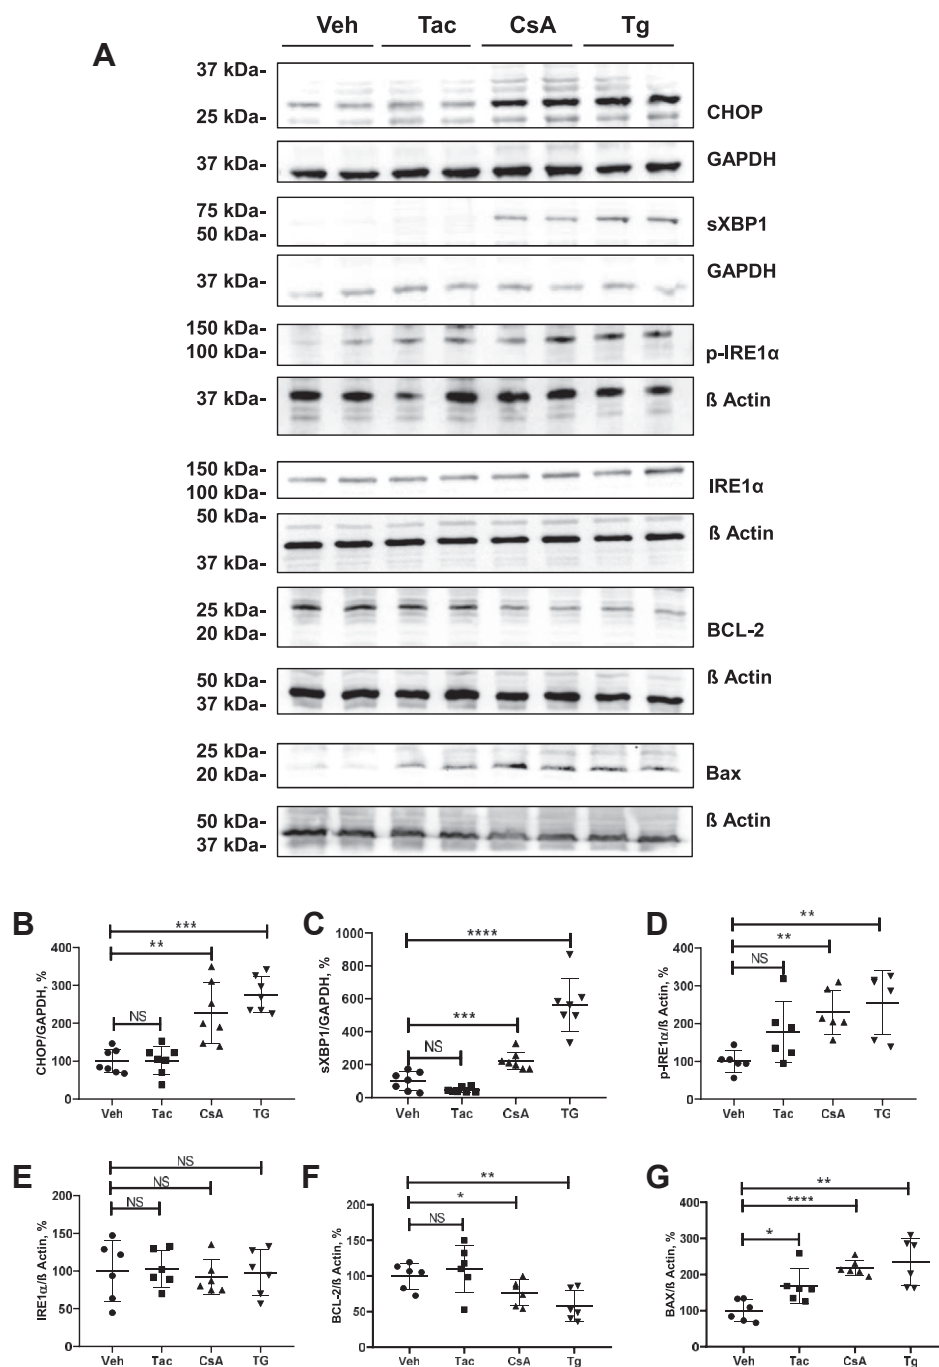 Veh Tac CsA Tg
A
37 kDa-
25 kDa-
CHOP
37 kDa-
GAPDH
75 kDa-
50 kDa-
sXBP1
37 kDa-
GAPDH
150 kDa-
100 kDa-
p-IRE1α
37 kDa-
ß Actin
150 kDa-
100 kDa-
IRE1α
50 kDa-
37 kDa-
ß Actin
25 kDa-
20 kDa-
BCL-2
50 kDa-
37 kDa-
ß Actin
25 kDa-
20 kDa-
Bax
50 kDa-
37 kDa-
ß Actin
B
CHOP/GAPDH, %
400
300
200
100
0
***
**
NS
Veh Tac CsA TG
C
sXBP1/GAPDH, %
1000
800
600
400
200
0
****
***
NS
Veh Tac CsA TG
D
p-IRE1α/ß Actin, %
400
300
200
100
0
**
**
NS
Veh Tac CsA TG
E
IRE1α/ß Actin, %
200
150
100
50
0
NS
NS
NS
Veh Tac CsA TG
F
BCL-2/ß Actin, %
200
150
100
50
0
**
*
NS
Veh Tac CsA Tg
G
BAX/ß Actin, %
400
300
200
100
0
**
****
*
Veh Tac CsA Tg